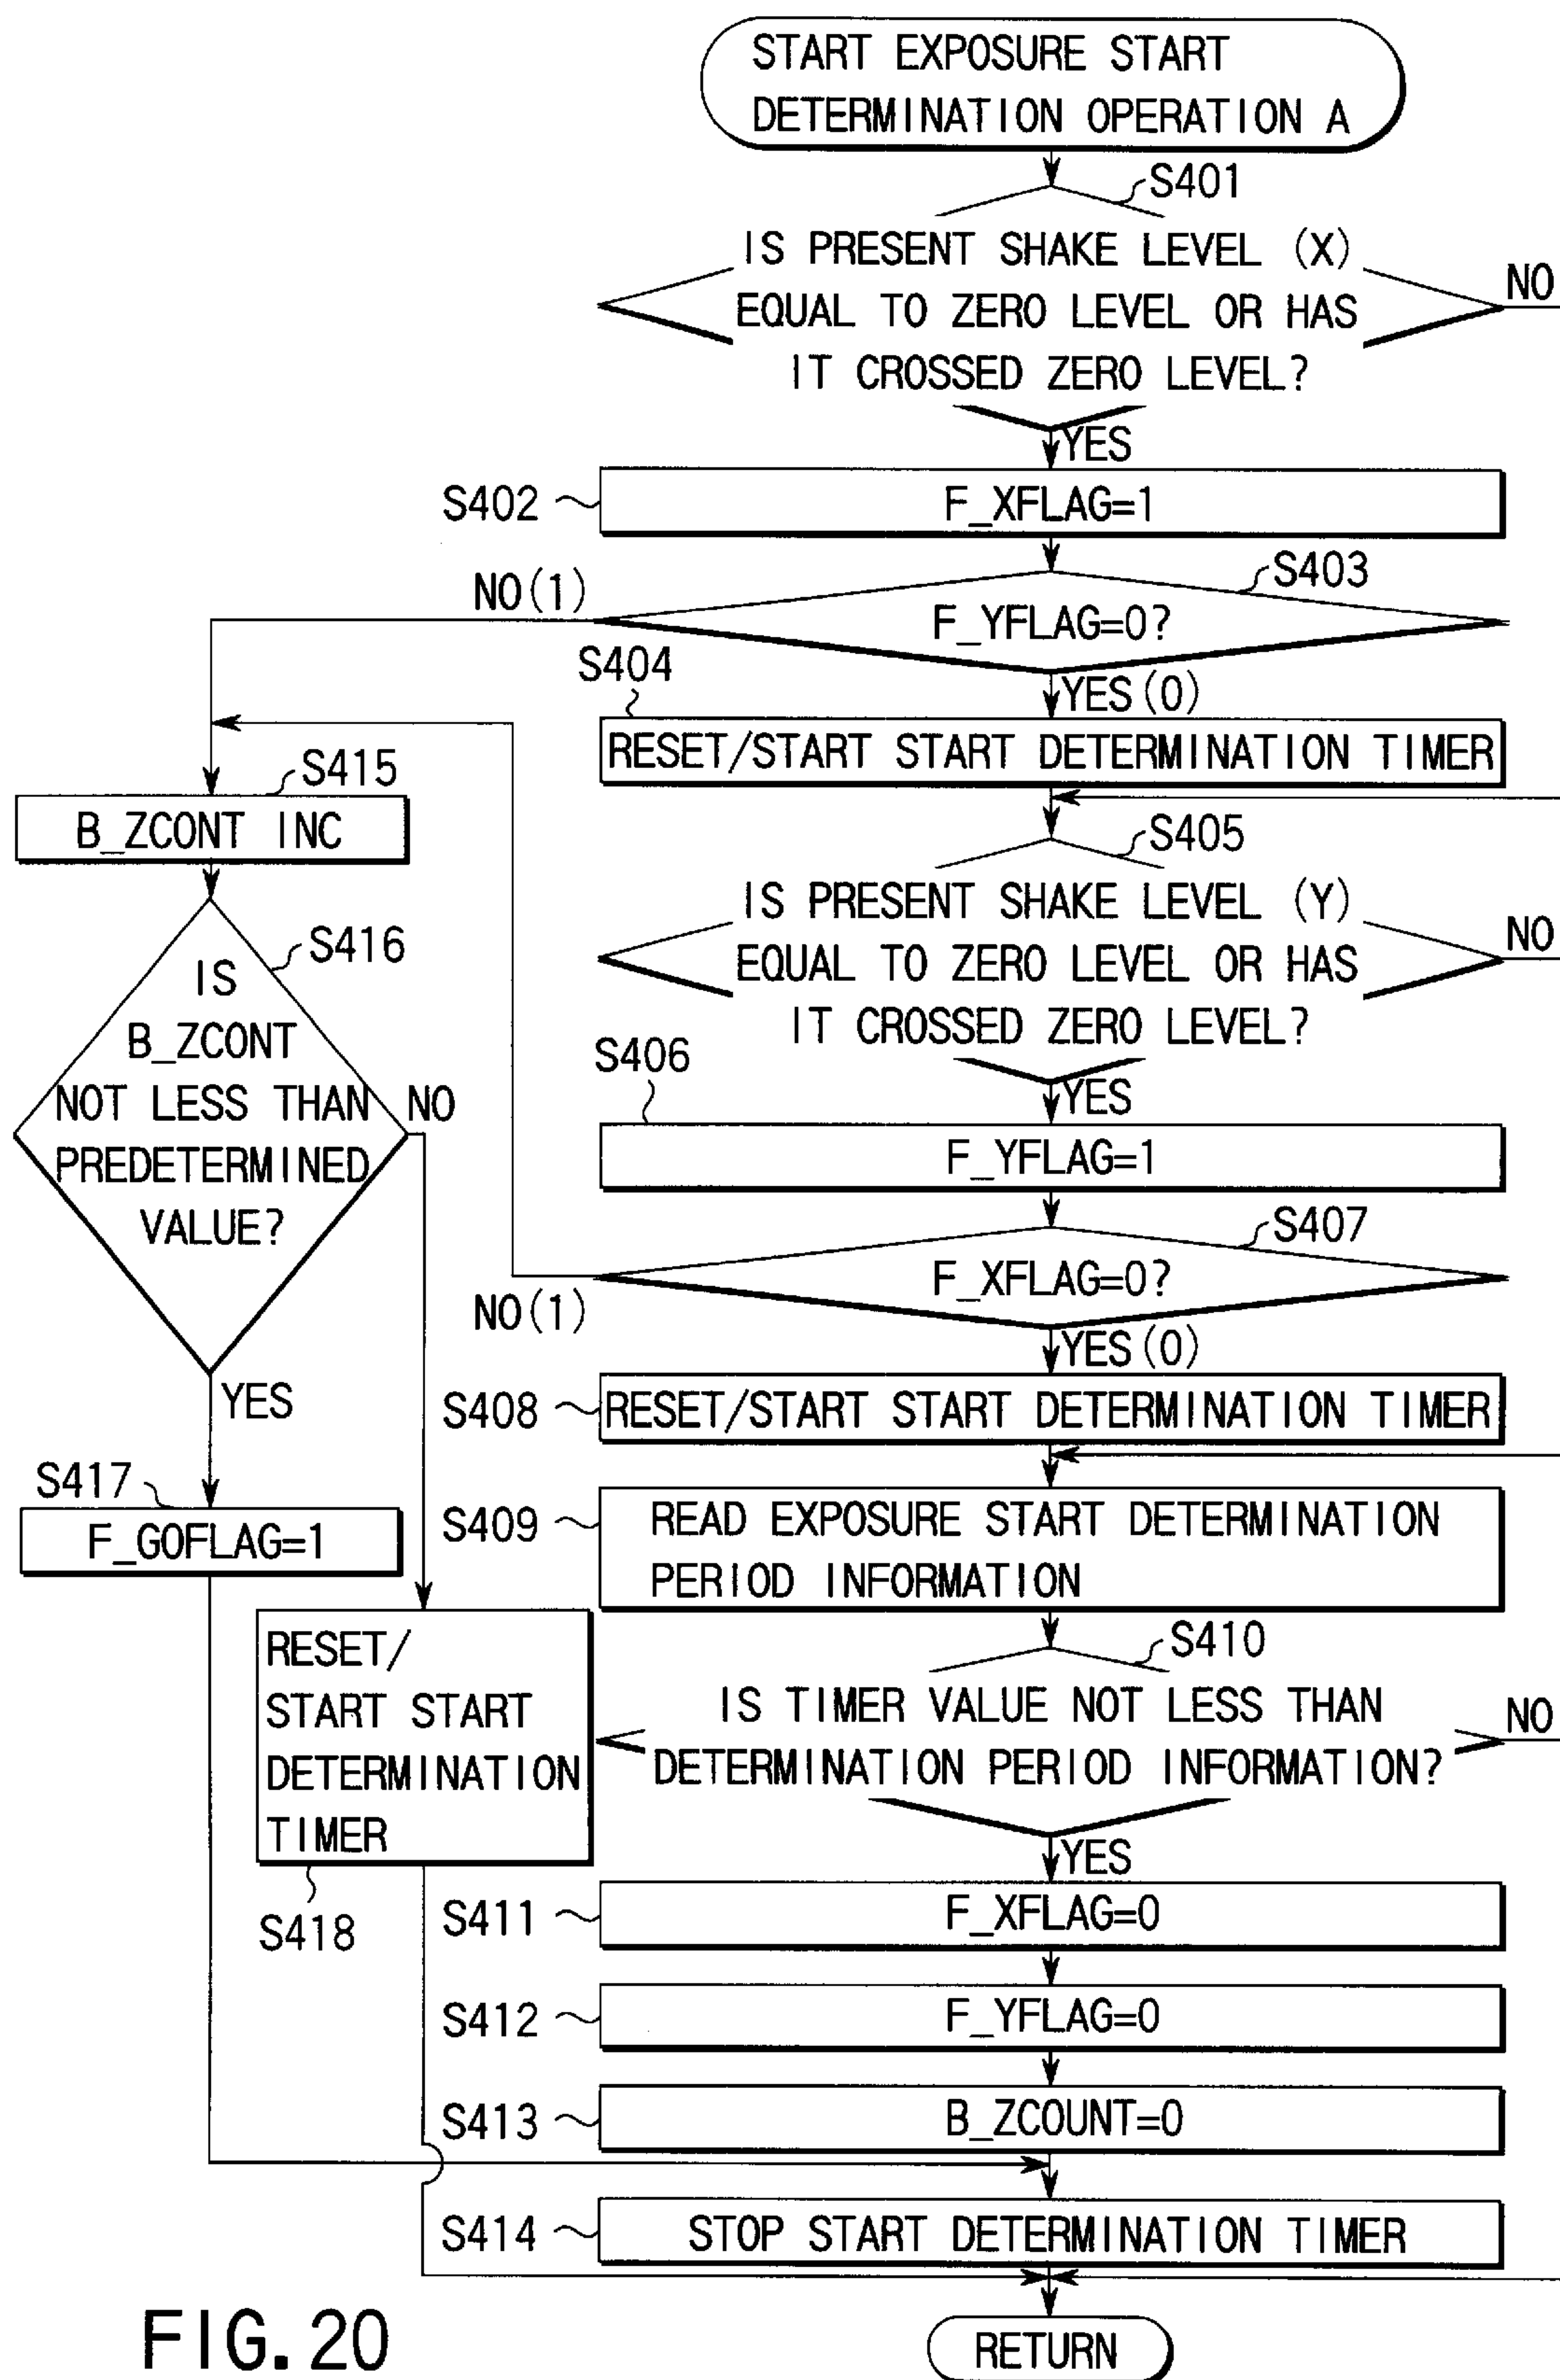 START EXPOSURE START
DETERMINATION OPERATION A
S401
IS PRESENT SHAKE LEVEL (X)
EQUAL TO ZERO LEVEL OR HAS
IT CROSSED ZERO LEVEL?
NO
YES
S402
F_XFLAG=1
S403
NO(1)
F_YFLAG=0?
S404
YES(0)
RESET/START START DETERMINATION TIMER
S415
B_ZCONT INC
S405
IS PRESENT SHAKE LEVEL (Y)
EQUAL TO ZERO LEVEL OR HAS
IT CROSSED ZERO LEVEL?
NO
S416
IS
B_ZCONT
NOT LESS THAN
PREDETERMINED
VALUE?
NO
S406
YES
F_YFLAG=1
S407
F_XFLAG=0?
NO(1)
YES(0)
YES
S408
RESET/START START DETERMINATION TIMER
S417
F_GOFLAG=1
S409
READ EXPOSURE START DETERMINATION
PERIOD INFORMATION
RESET/
START START
DETERMINATION
TIMER
S418
S410
IS TIMER VALUE NOT LESS THAN
DETERMINATION PERIOD INFORMATION?
NO
YES
S411
F_XFLAG=0
S412
F_YFLAG=0
S413
B_ZCOUNT=0
S414
STOP START DETERMINATION TIMER
RETURN
FIG. 20